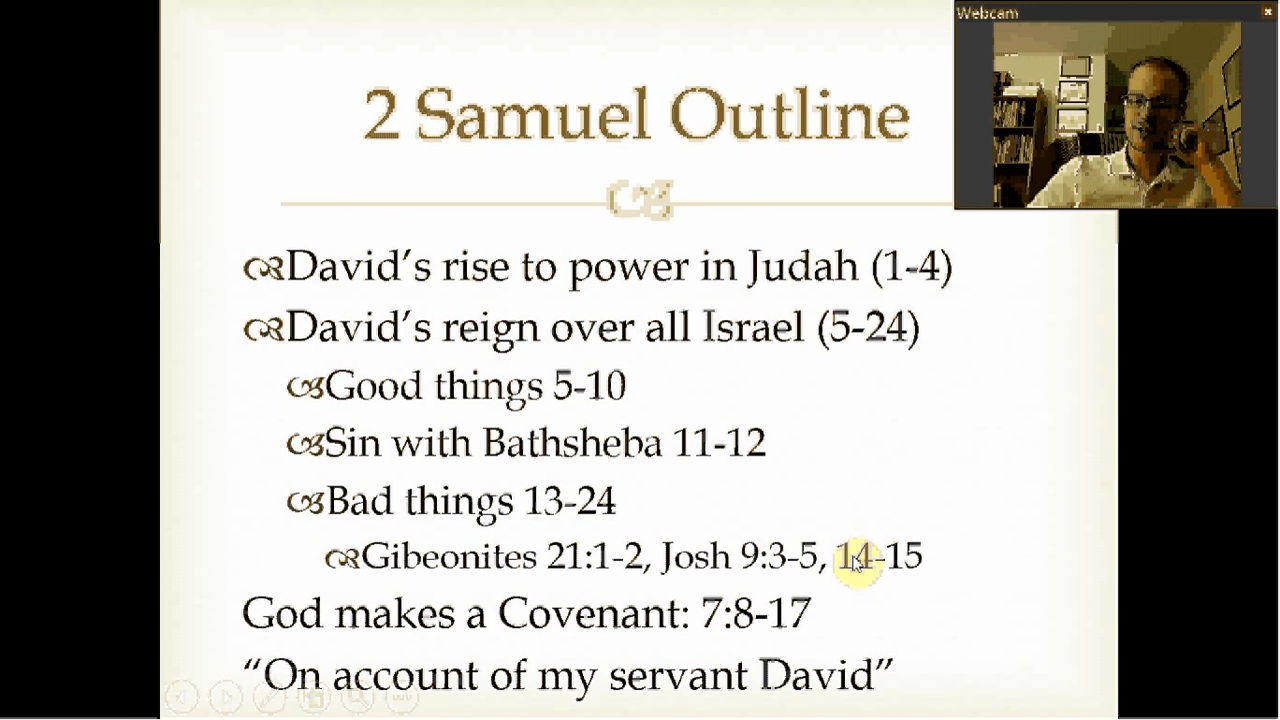 Webcam
2 Samuel Outline
David’s rise to power in Judah (1-4)
David’s reign over all Israel (5-24)
Good things 5-10
Sin with Bathsheba 11-12
Bad things 13-24
Gibeonites 21:1-2, Josh 9:3-5, 14-15
God makes a Covenant: 7:8-17
“On account of my servant David”